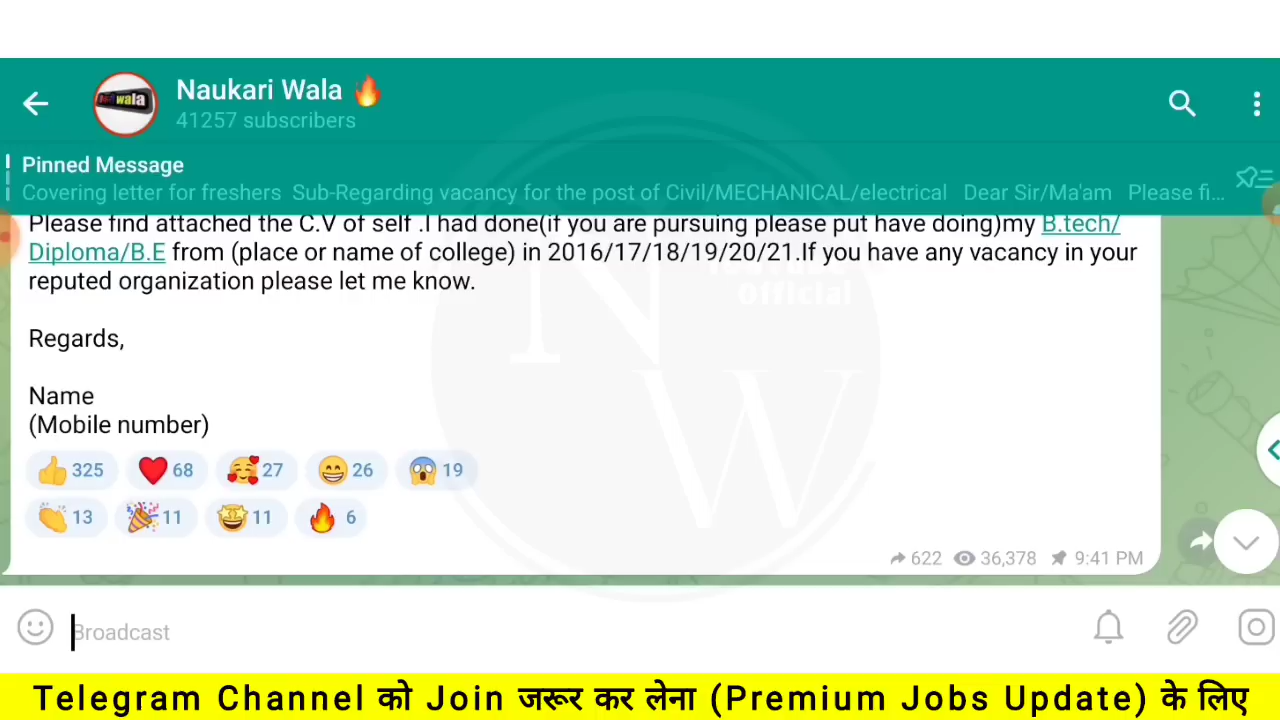 Naukari Wala 🔥
41257 subscribers
Pinned Message
Covering letter for freshers Sub-Regarding vacancy for the post of Civil/MECHANICAL/electrical Dear Sir/Ma'am Please fi...
Please find attached the C.V of self .I had done(if you are pursuing please put have doing)my B.tech/
Diploma/B.E from (place or name of college) in 2016/17/18/19/20/21.If you have any vacancy in your
reputed organization please let me know.
Official
Regards,
Name
(Mobile number)
👍 325 ❤️ 68 🥰 27 😁 26 😱 19
👏 13 🎉 11 🤩 11 🔥 6
N
W
622 36,378 9:41 PM
Broadcast
Telegram Channel को Join जरूर कर लेना (Premium Jobs Update) के लिए